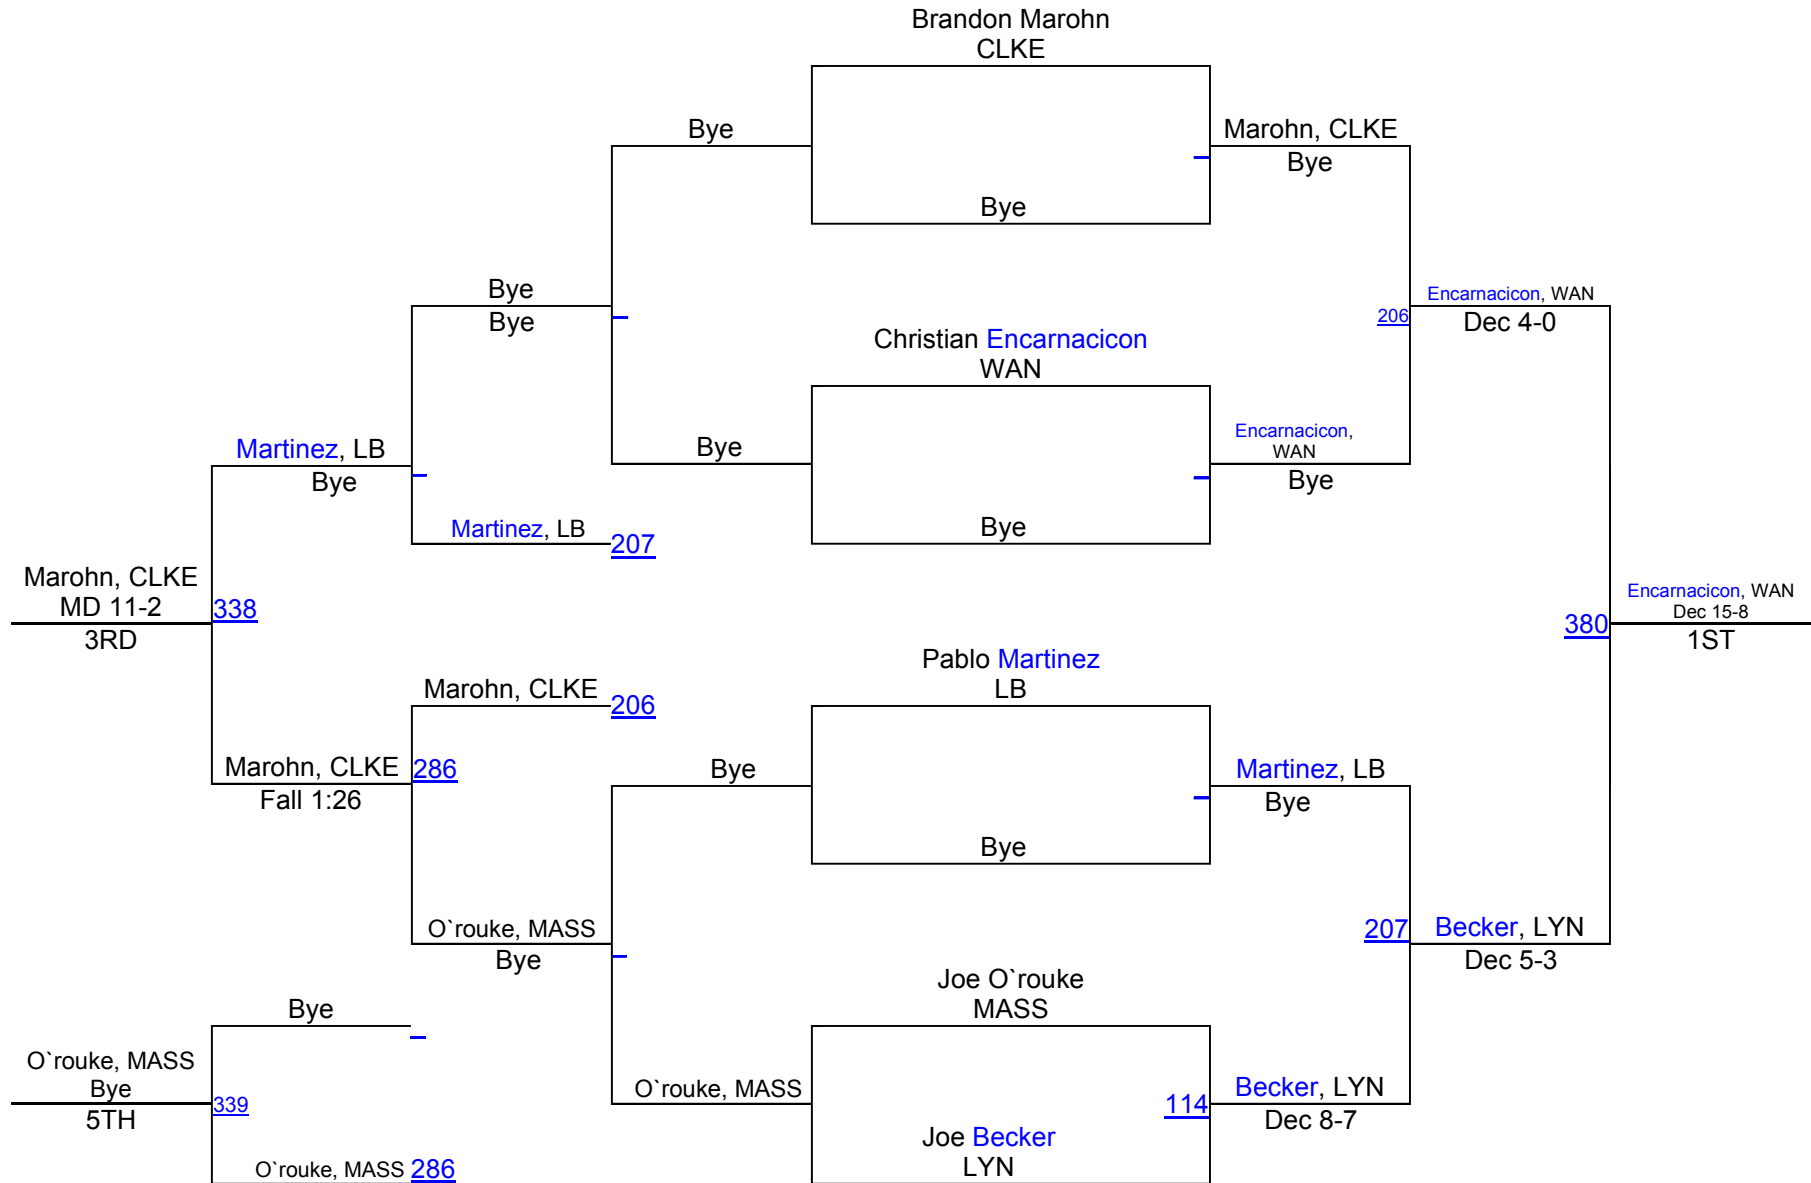 Brandon Marohn
CLKE
Bye
Marohn, CLKE
Bye
Bye
Bye
Bye
Encarnacicon, WAN
206
Dec 4-0
Christian Encarnacicon
WAN
Martinez, LB
Bye
Bye
Encarnacicon,
WAN
Bye
Martinez, LB
207
Bye
Marohn, CLKE
MD 11-2
338
3RD
Encarnacicon, WAN
Dec 15-8
380
1ST
Pablo Martinez
LB
Marohn, CLKE
206
Marohn, CLKE
286
Fall 1:26
Bye
Martinez, LB
Bye
Bye
O`rouke, MASS
Bye
207
Becker, LYN
Dec 5-3
Joe O`rouke
MASS
Bye
O`rouke, MASS
Bye
339
5TH
O`rouke, MASS
114
Becker, LYN
Dec 8-7
Joe Becker
LYN
O`rouke, MASS
286